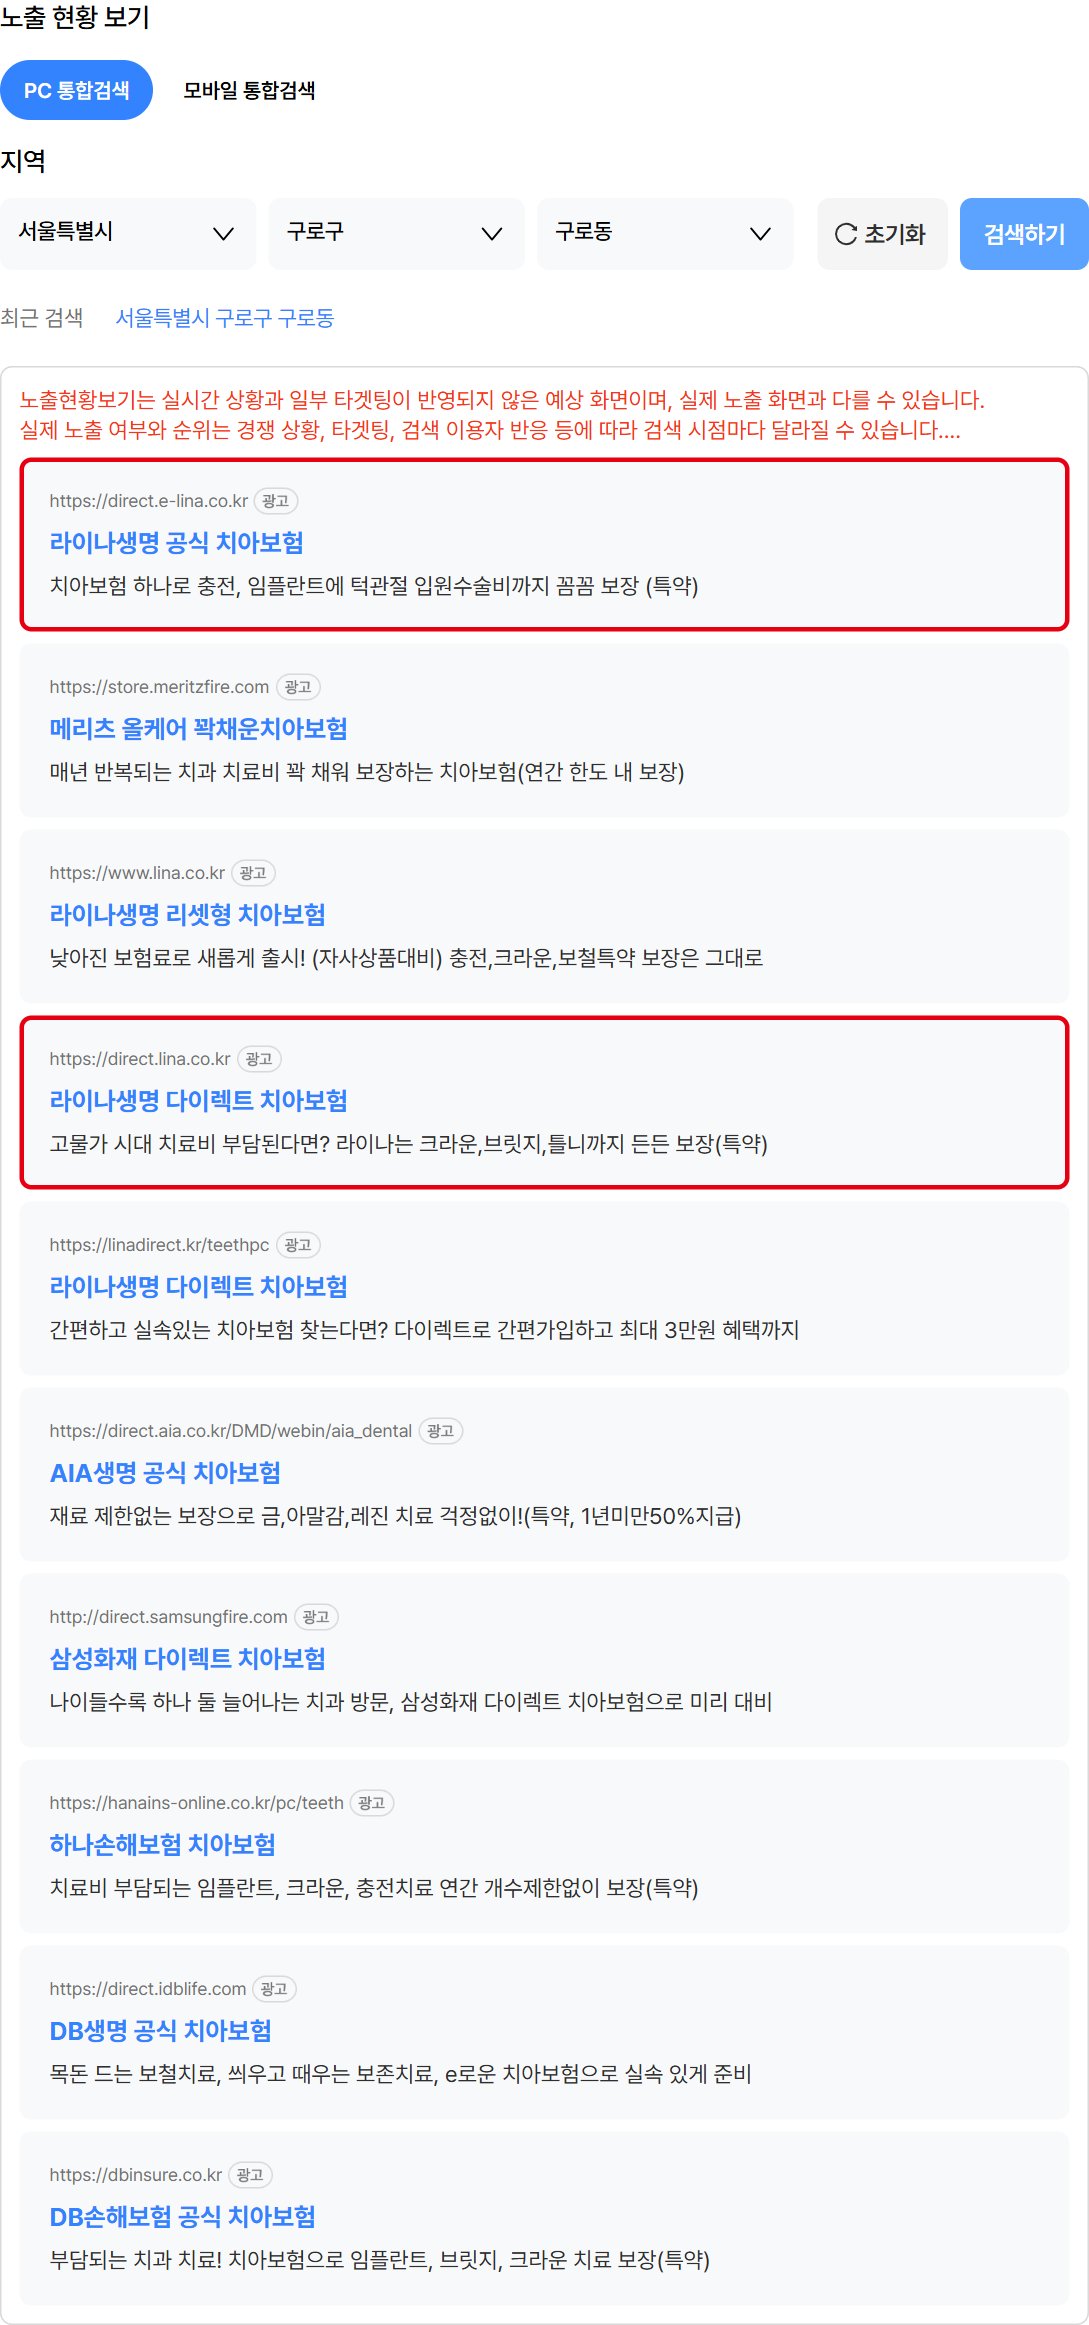 노출 현황 보기
PC 통합검색 모바일 통합검색
지역
서울특별시 구로구 구로동 초기화 검색하기
최근 검색 서울특별시 구로구 구로동
노출현황보기는 실시간 상황과 일부 타겟팅이 반영되지 않은 예상 화면이며, 실제 노출 화면과 다를 수 있습니다.
실제 노출 여부와 순위는 경쟁 상황, 타겟팅, 검색 이용자 반응 등에 따라 검색 시점마다 달라질 수 있습니다....
https://direct.e-lina.co.kr 광고
라이나생명 공식 치아보험
치아보험 하나로 충전, 임플란트에 턱관절 입원수술비까지 꼼꼼 보장 (특약)
https://store.meritzfire.com 광고
메리츠 올케어 꽉채운치아보험
매년 반복되는 치과 치료비 꽉 채워 보장하는 치아보험(연간 한도 내 보장)
https://www.lina.co.kr 광고
라이나생명 리셋형 치아보험
낮아진 보험료로 새롭게 출시! (자사상품대비) 충전,크라운,보철특약 보장은 그대로
https://direct.lina.co.kr 광고
라이나생명 다이렉트 치아보험
고물가 시대 치료비 부담된다면? 라이나는 크라운,브릿지,틀니까지 든든 보장(특약)
https://linadirect.kr/teethpc 광고
라이나생명 다이렉트 치아보험
간편하고 실속있는 치아보험 찾는다면? 다이렉트로 간편가입하고 최대 3만원 혜택까지
https://direct.aia.co.kr/DMD/webin/aia_dental 광고
AIA생명 공식 치아보험
재료 제한없는 보장으로 금,아말감,레진 치료 걱정없이!(특약, 1년미만50%지급)
http://direct.samsungfire.com 광고
삼성화재 다이렉트 치아보험
나이들수록 하나 둘 늘어나는 치과 방문, 삼성화재 다이렉트 치아보험으로 미리 대비
https://hanains-online.co.kr/pc/teeth 광고
하나손해보험 치아보험
치료비 부담되는 임플란트, 크라운, 충전치료 연간 개수제한없이 보장(특약)
https://direct.idblife.com 광고
DB생명 공식 치아보험
목돈 드는 보철치료, 씌우고 때우는 보존치료, e로운 치아보험으로 실속 있게 준비
https://dbinsure.co.kr 광고
DB손해보험 공식 치아보험
부담되는 치과 치료! 치아보험으로 임플란트, 브릿지, 크라운 치료 보장(특약)